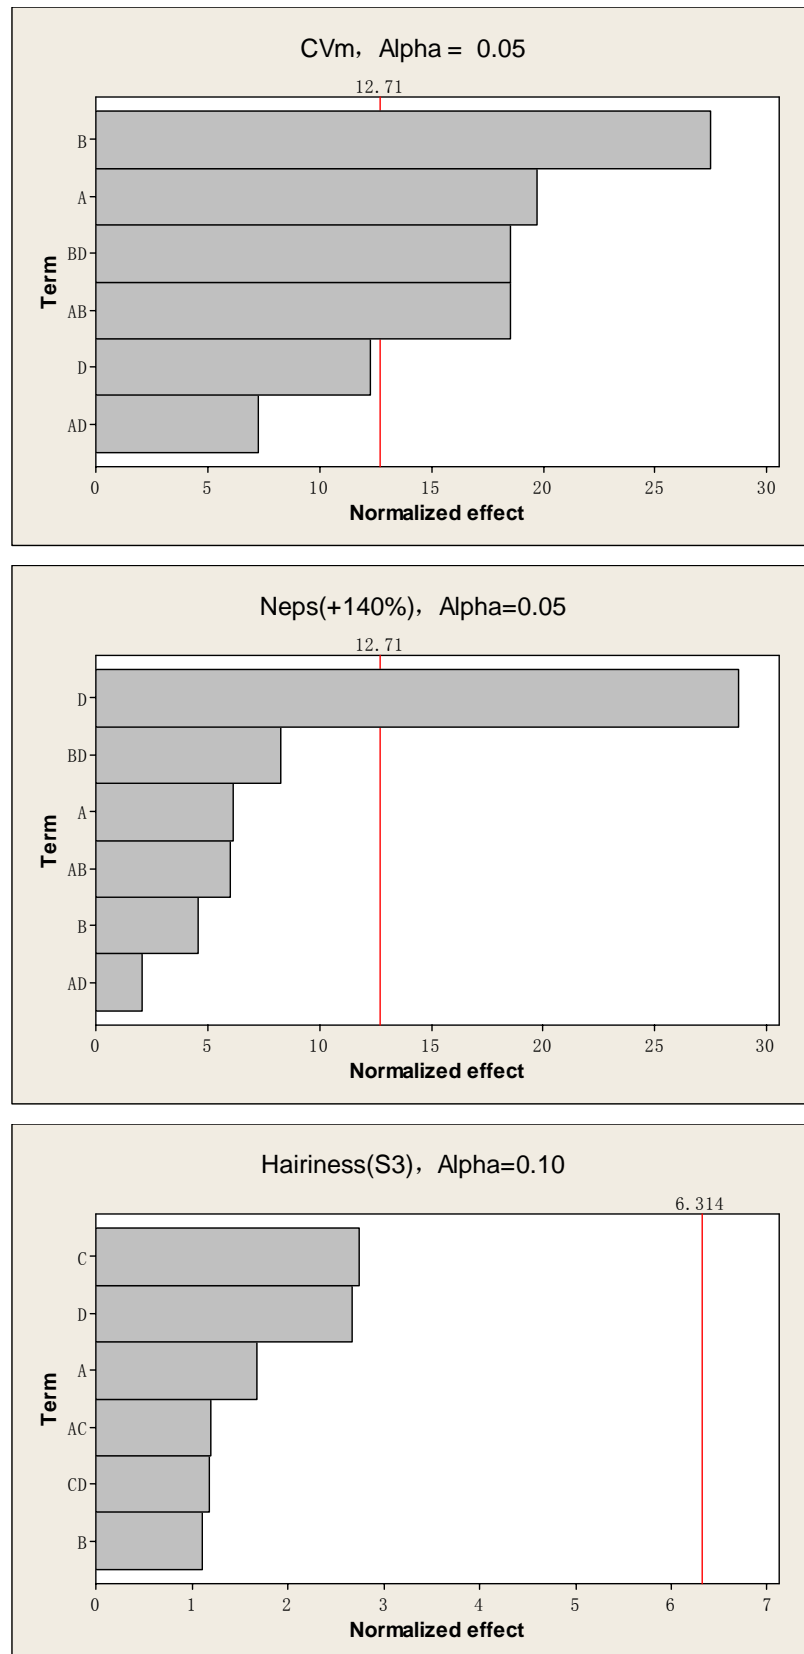 CVm, Alpha = 0.05
12.71
B
A
BD
AB
D
AD
Term
0 5 10 15 20 25 30
Normalized effect
Neps(+140%), Alpha=0.05
12.71
D
BD
A
AB
B
AD
Term
0 5 10 15 20 25 30
Normalized effect
Hairiness(S3), Alpha=0.10
6.314
C
D
A
AC
CD
B
Term
0 1 2 3 4 5 6 7
Normalized effect